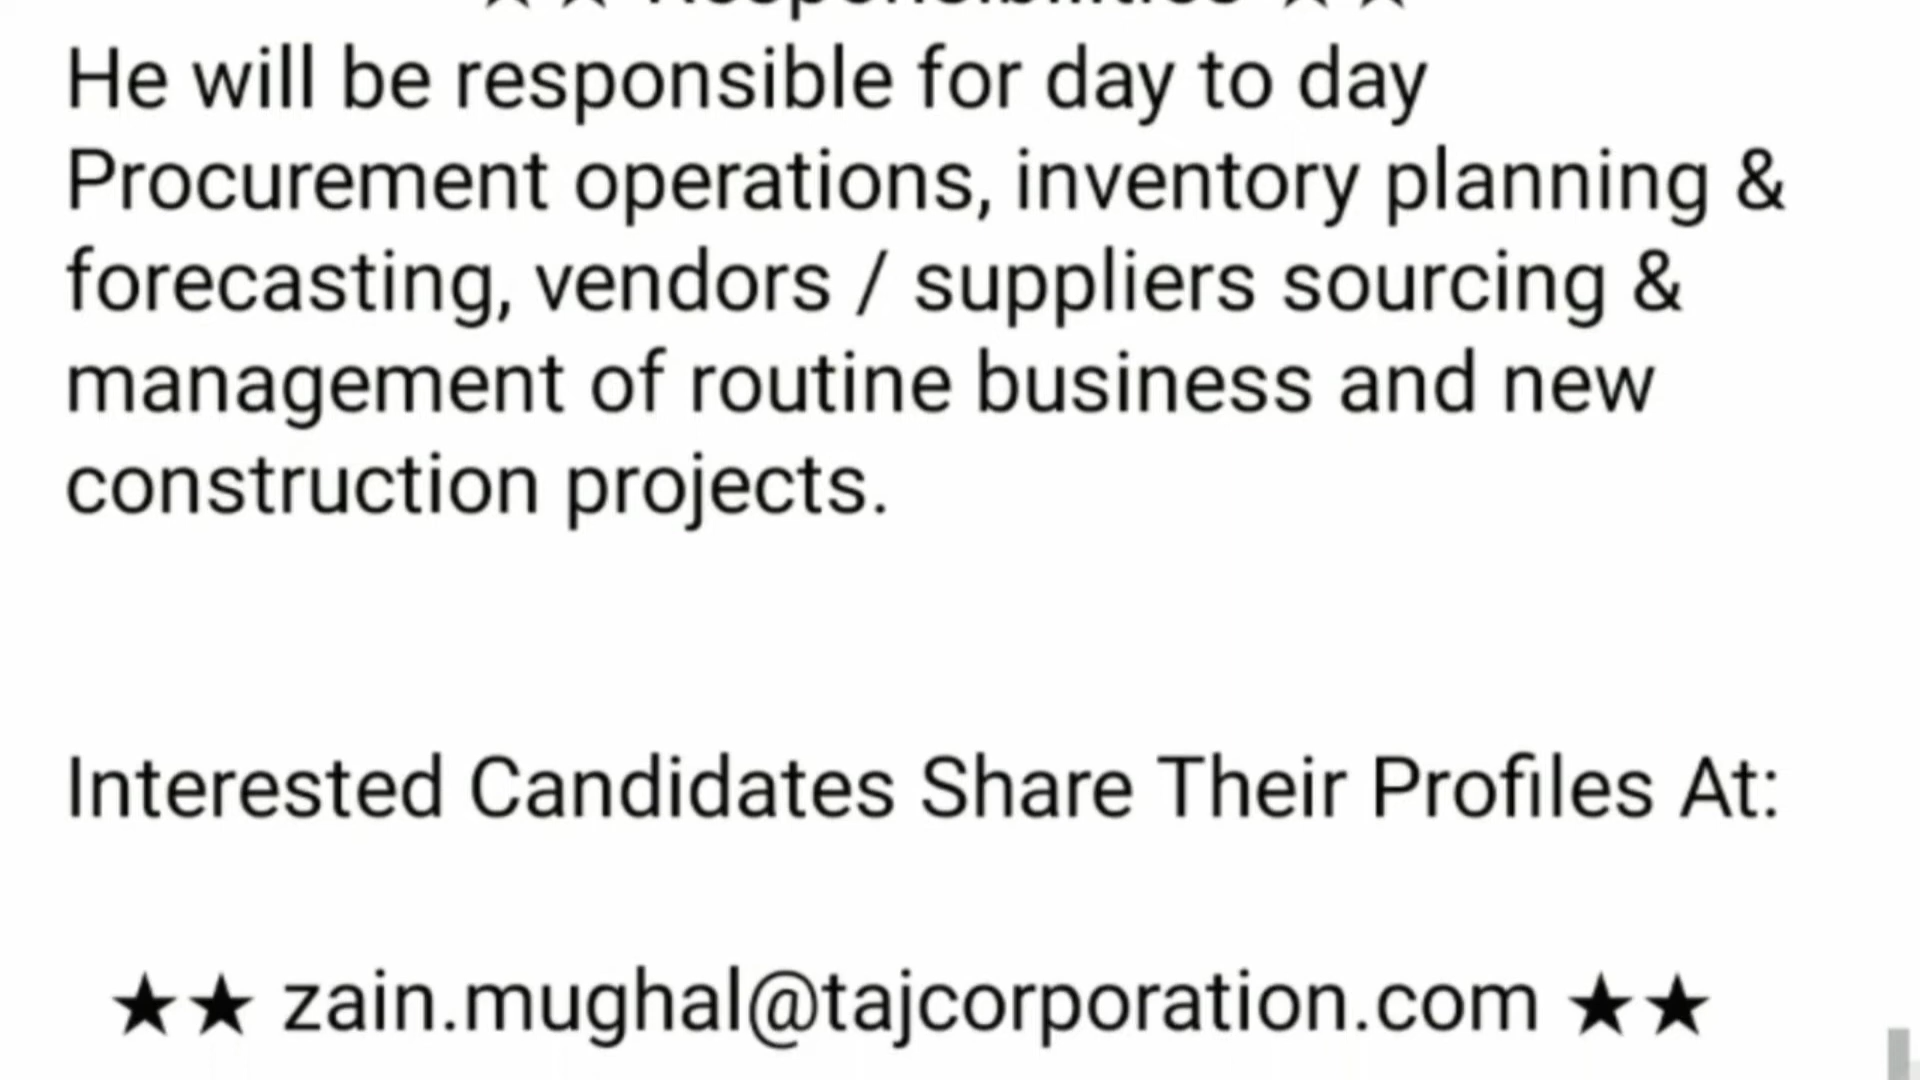 ★★ Responsibilities ★★
He will be responsible for day to day
Procurement operations, inventory planning &
forecasting, vendors / suppliers sourcing &
management of routine business and new
construction projects.
Interested Candidates Share Their Profiles At:
★★ zain.mughal@tajcorporation.com ★★